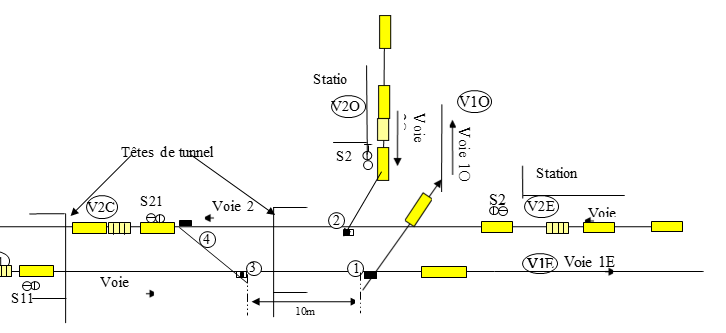 Statio
V2O
Voie
V1O
Voie 1O
S2
Têtes de tunnel
Station
S21
V2C
Voie 2
S2
V2E
Voie
2
4
3
1
V1E
Voie 1E
Voie
S11
10m